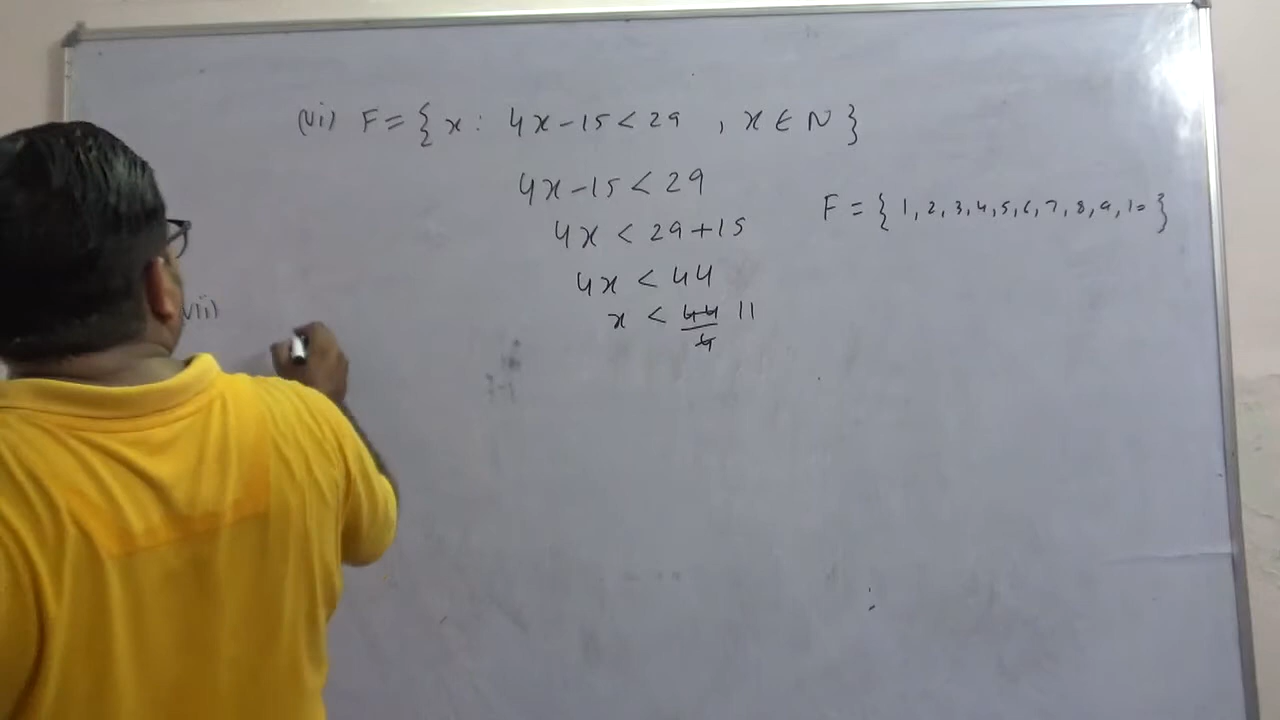 (vi) F = { x : 4x - 15 < 29 , x ∈ N }
4x - 15 < 29
4x < 29 + 15
4x < 44
x < 44/4 11
F = { 1, 2, 3, 4, 5, 6, 7, 8, 9, 10 }
vii)